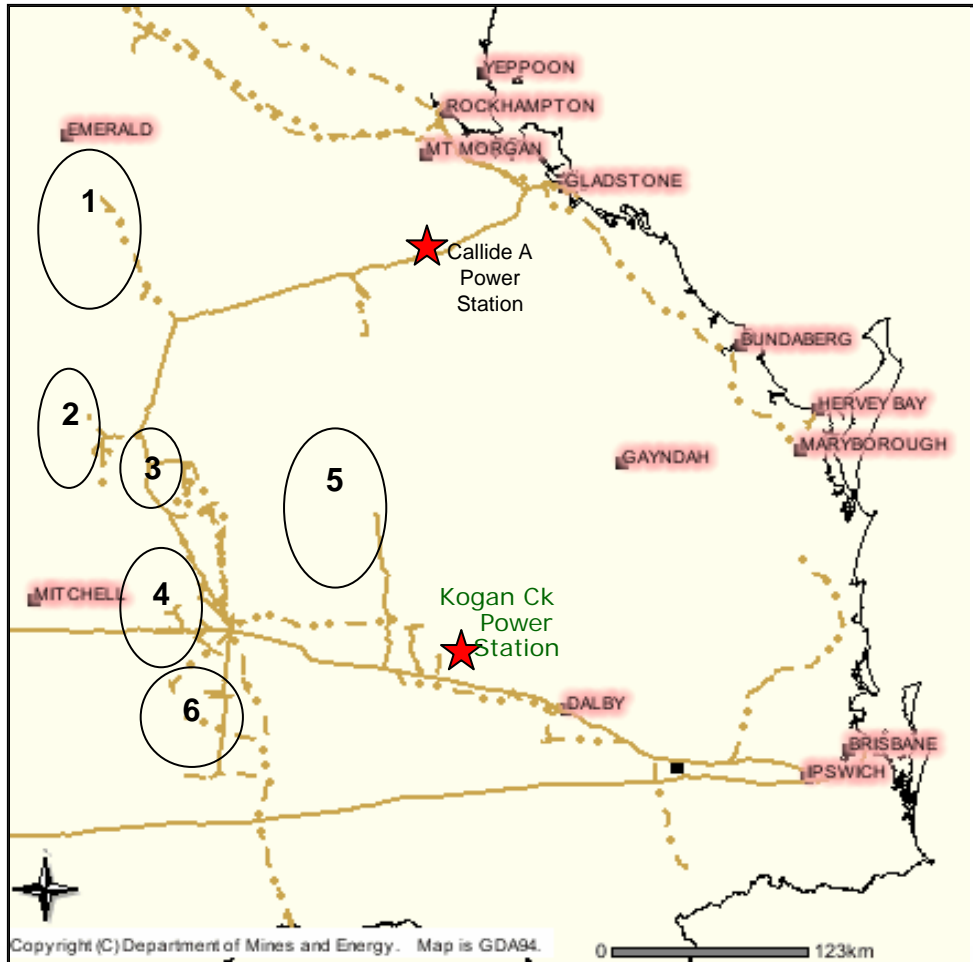 YEPPOON
ROCKHAMPTON
EMERALD
MT MORGAN
GLADSTONE
1
Callide A
Power
Station
BUNDABERG
2
HERVEY BAY
MARYBOROUGH
GAYNDAH
3
5
MITCHELL
4
Kogan Ck
Power
Station
6
DALBY
BRISBANE
IPSWICH
Copyright (C) Department of Mines and Energy. Map is GDA94.
0 123km